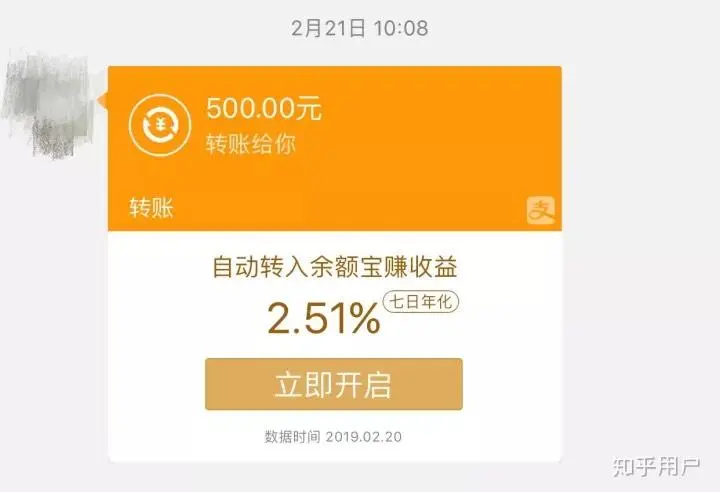 2月21日 10:08
¥
500.00元
转账给你
转账
支
自动转入余额宝赚收益
2.51%
七日年化
立即开启
数据时间 2019.02.20
知乎用户